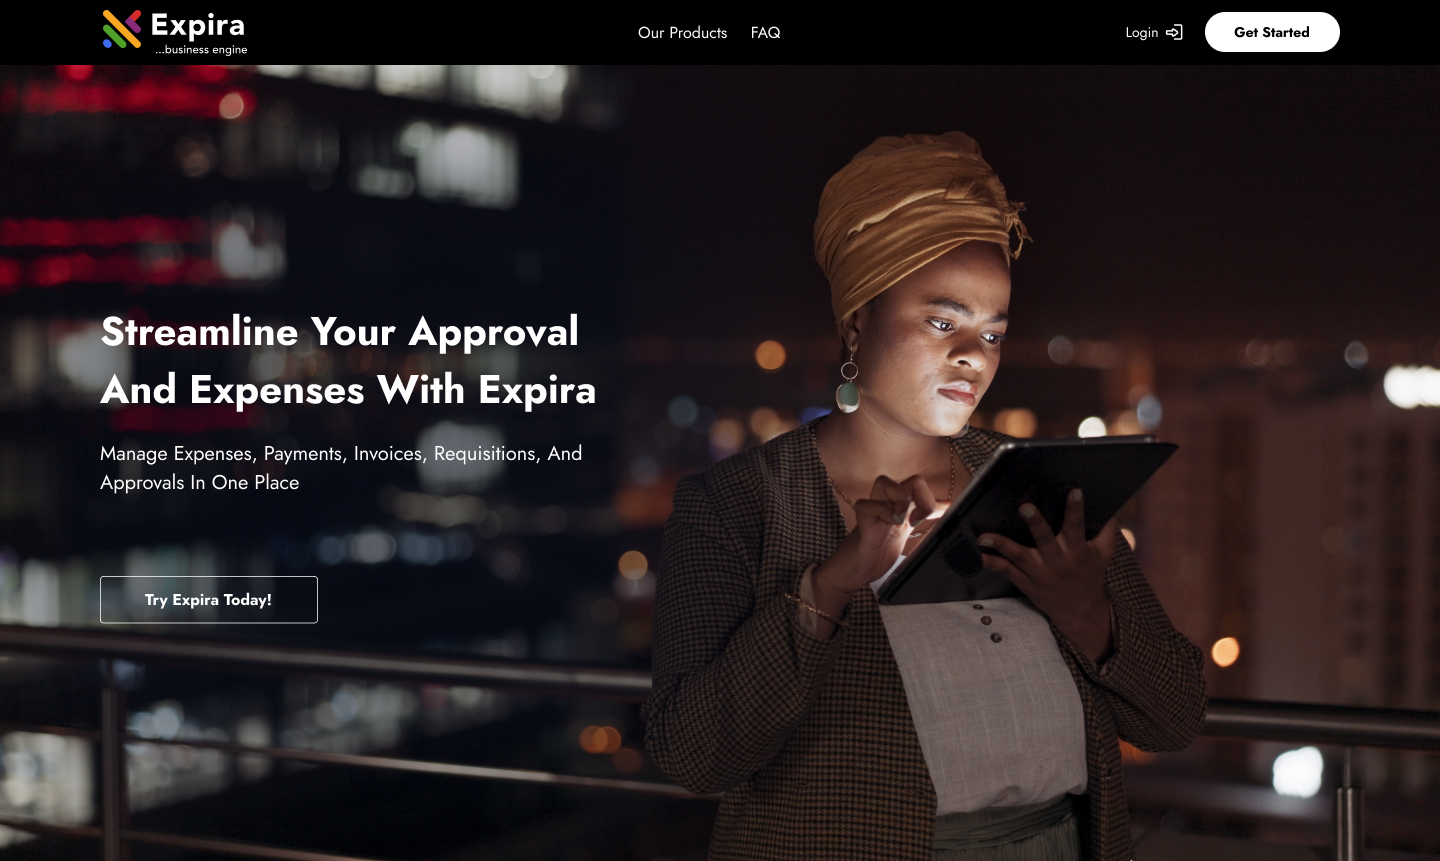 Expira
...business engine
Our Products
FAQ
Login
Get Started
Streamline Your Approval
And Expenses With Expira
Manage Expenses, Payments, Invoices, Requisitions, And
Approvals In One Place
Try Expira Today!